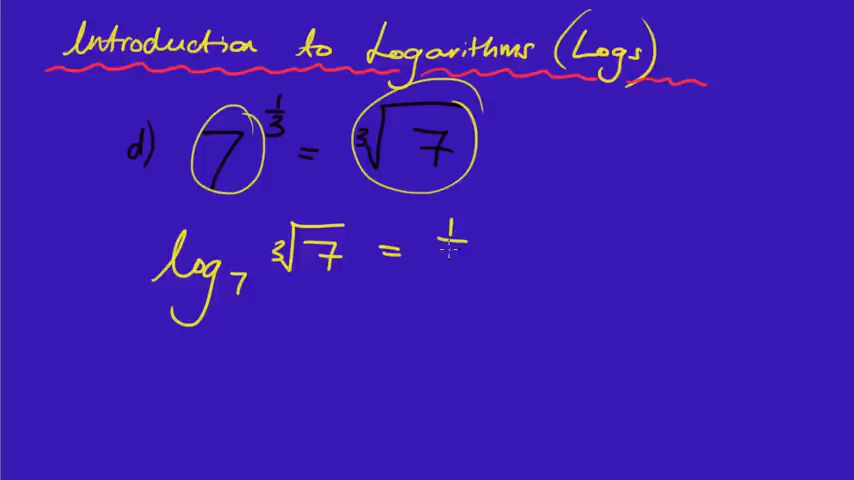 Introduction to Logarithms (Logs)
d) 7^{1/3} = ∛7
log₇ ∛7 = 1/